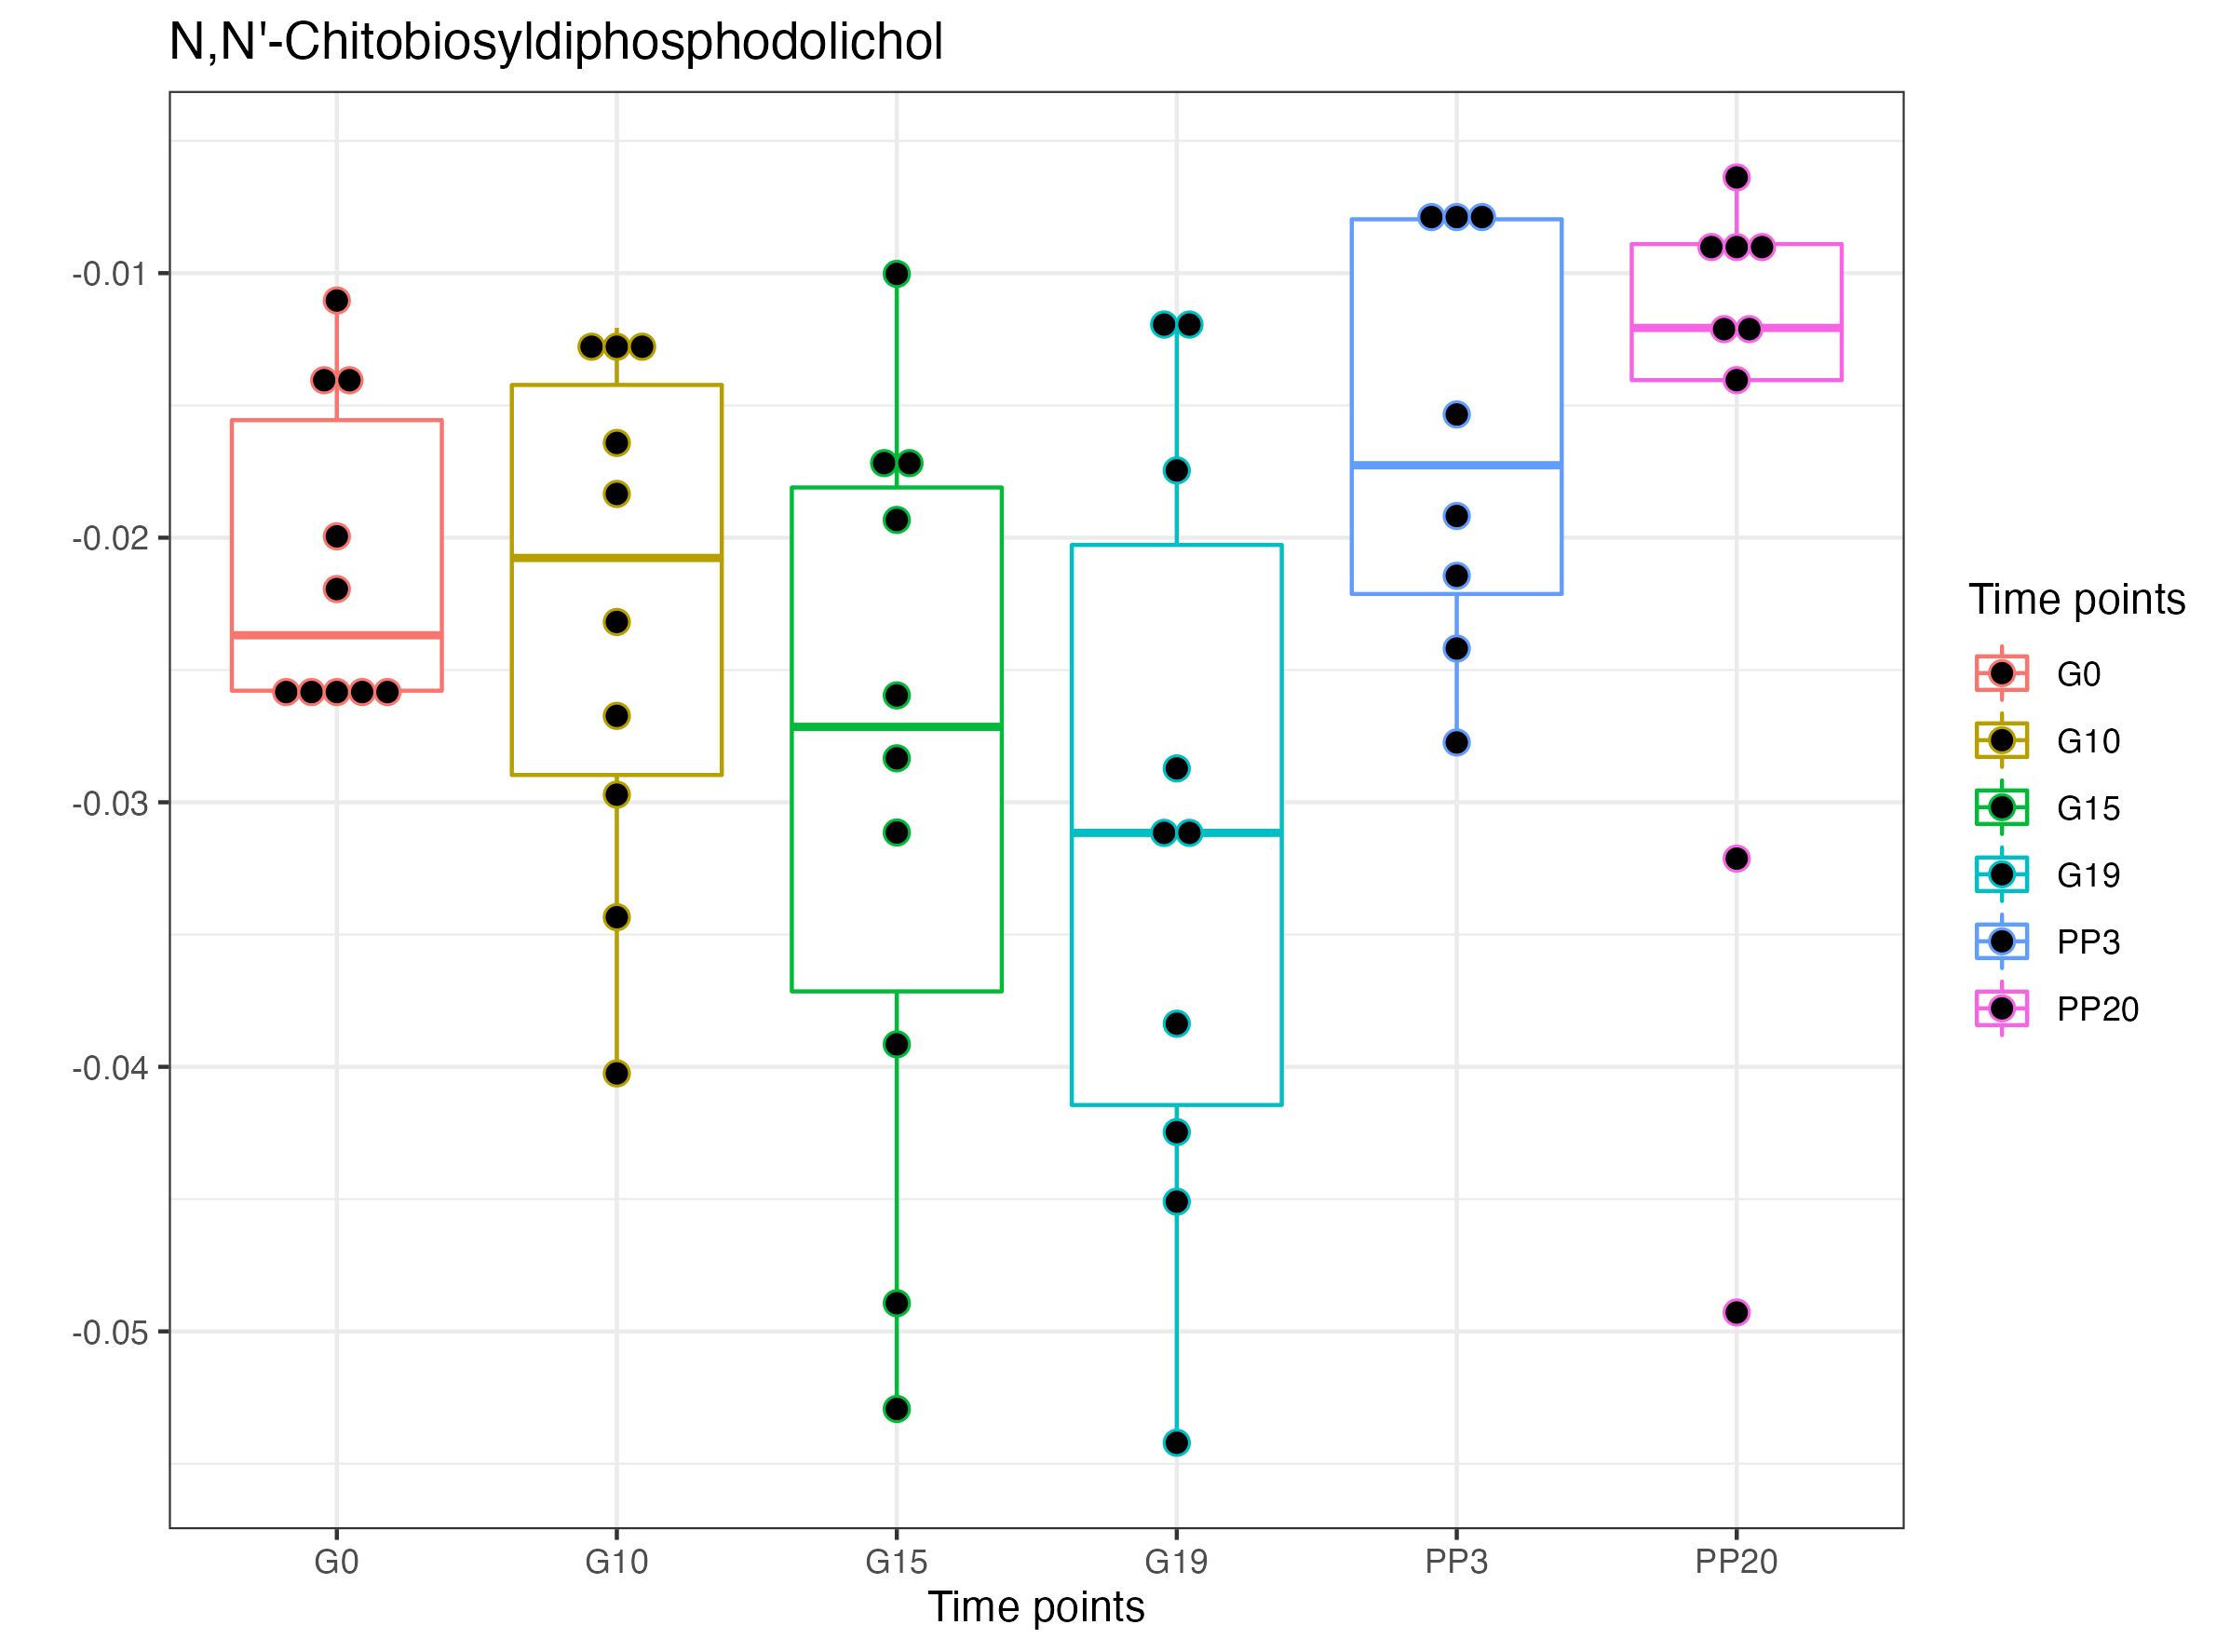 N,N'-Chitobiosyldiphosphodolichol
-0.01
-0.02
-0.03
-0.04
-0.05
G0 G10 G15 G19 PP3 PP20
Time points
Time points
G0
G10
G15
G19
PP3
PP20